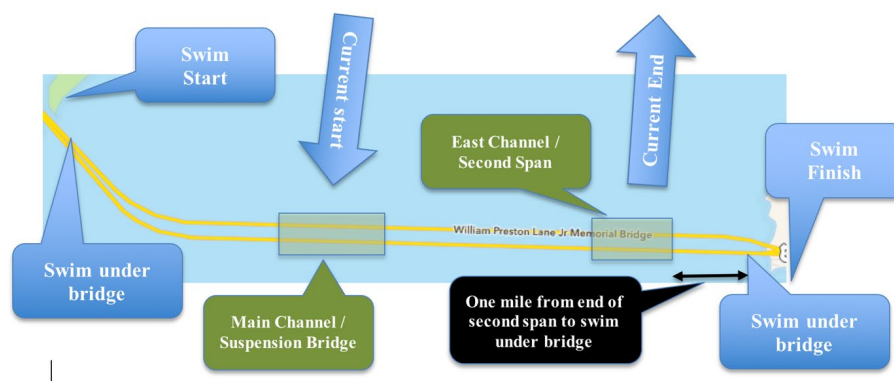 Swim
Start
Current start
Current End
East Channel /
Second Span
Swim
Finish
William Preston Lane Jr Memorial Bridge
Swim under
bridge
Main Channel /
Suspension Bridge
One mile from end of
second span to swim
under bridge
Swim under
bridge